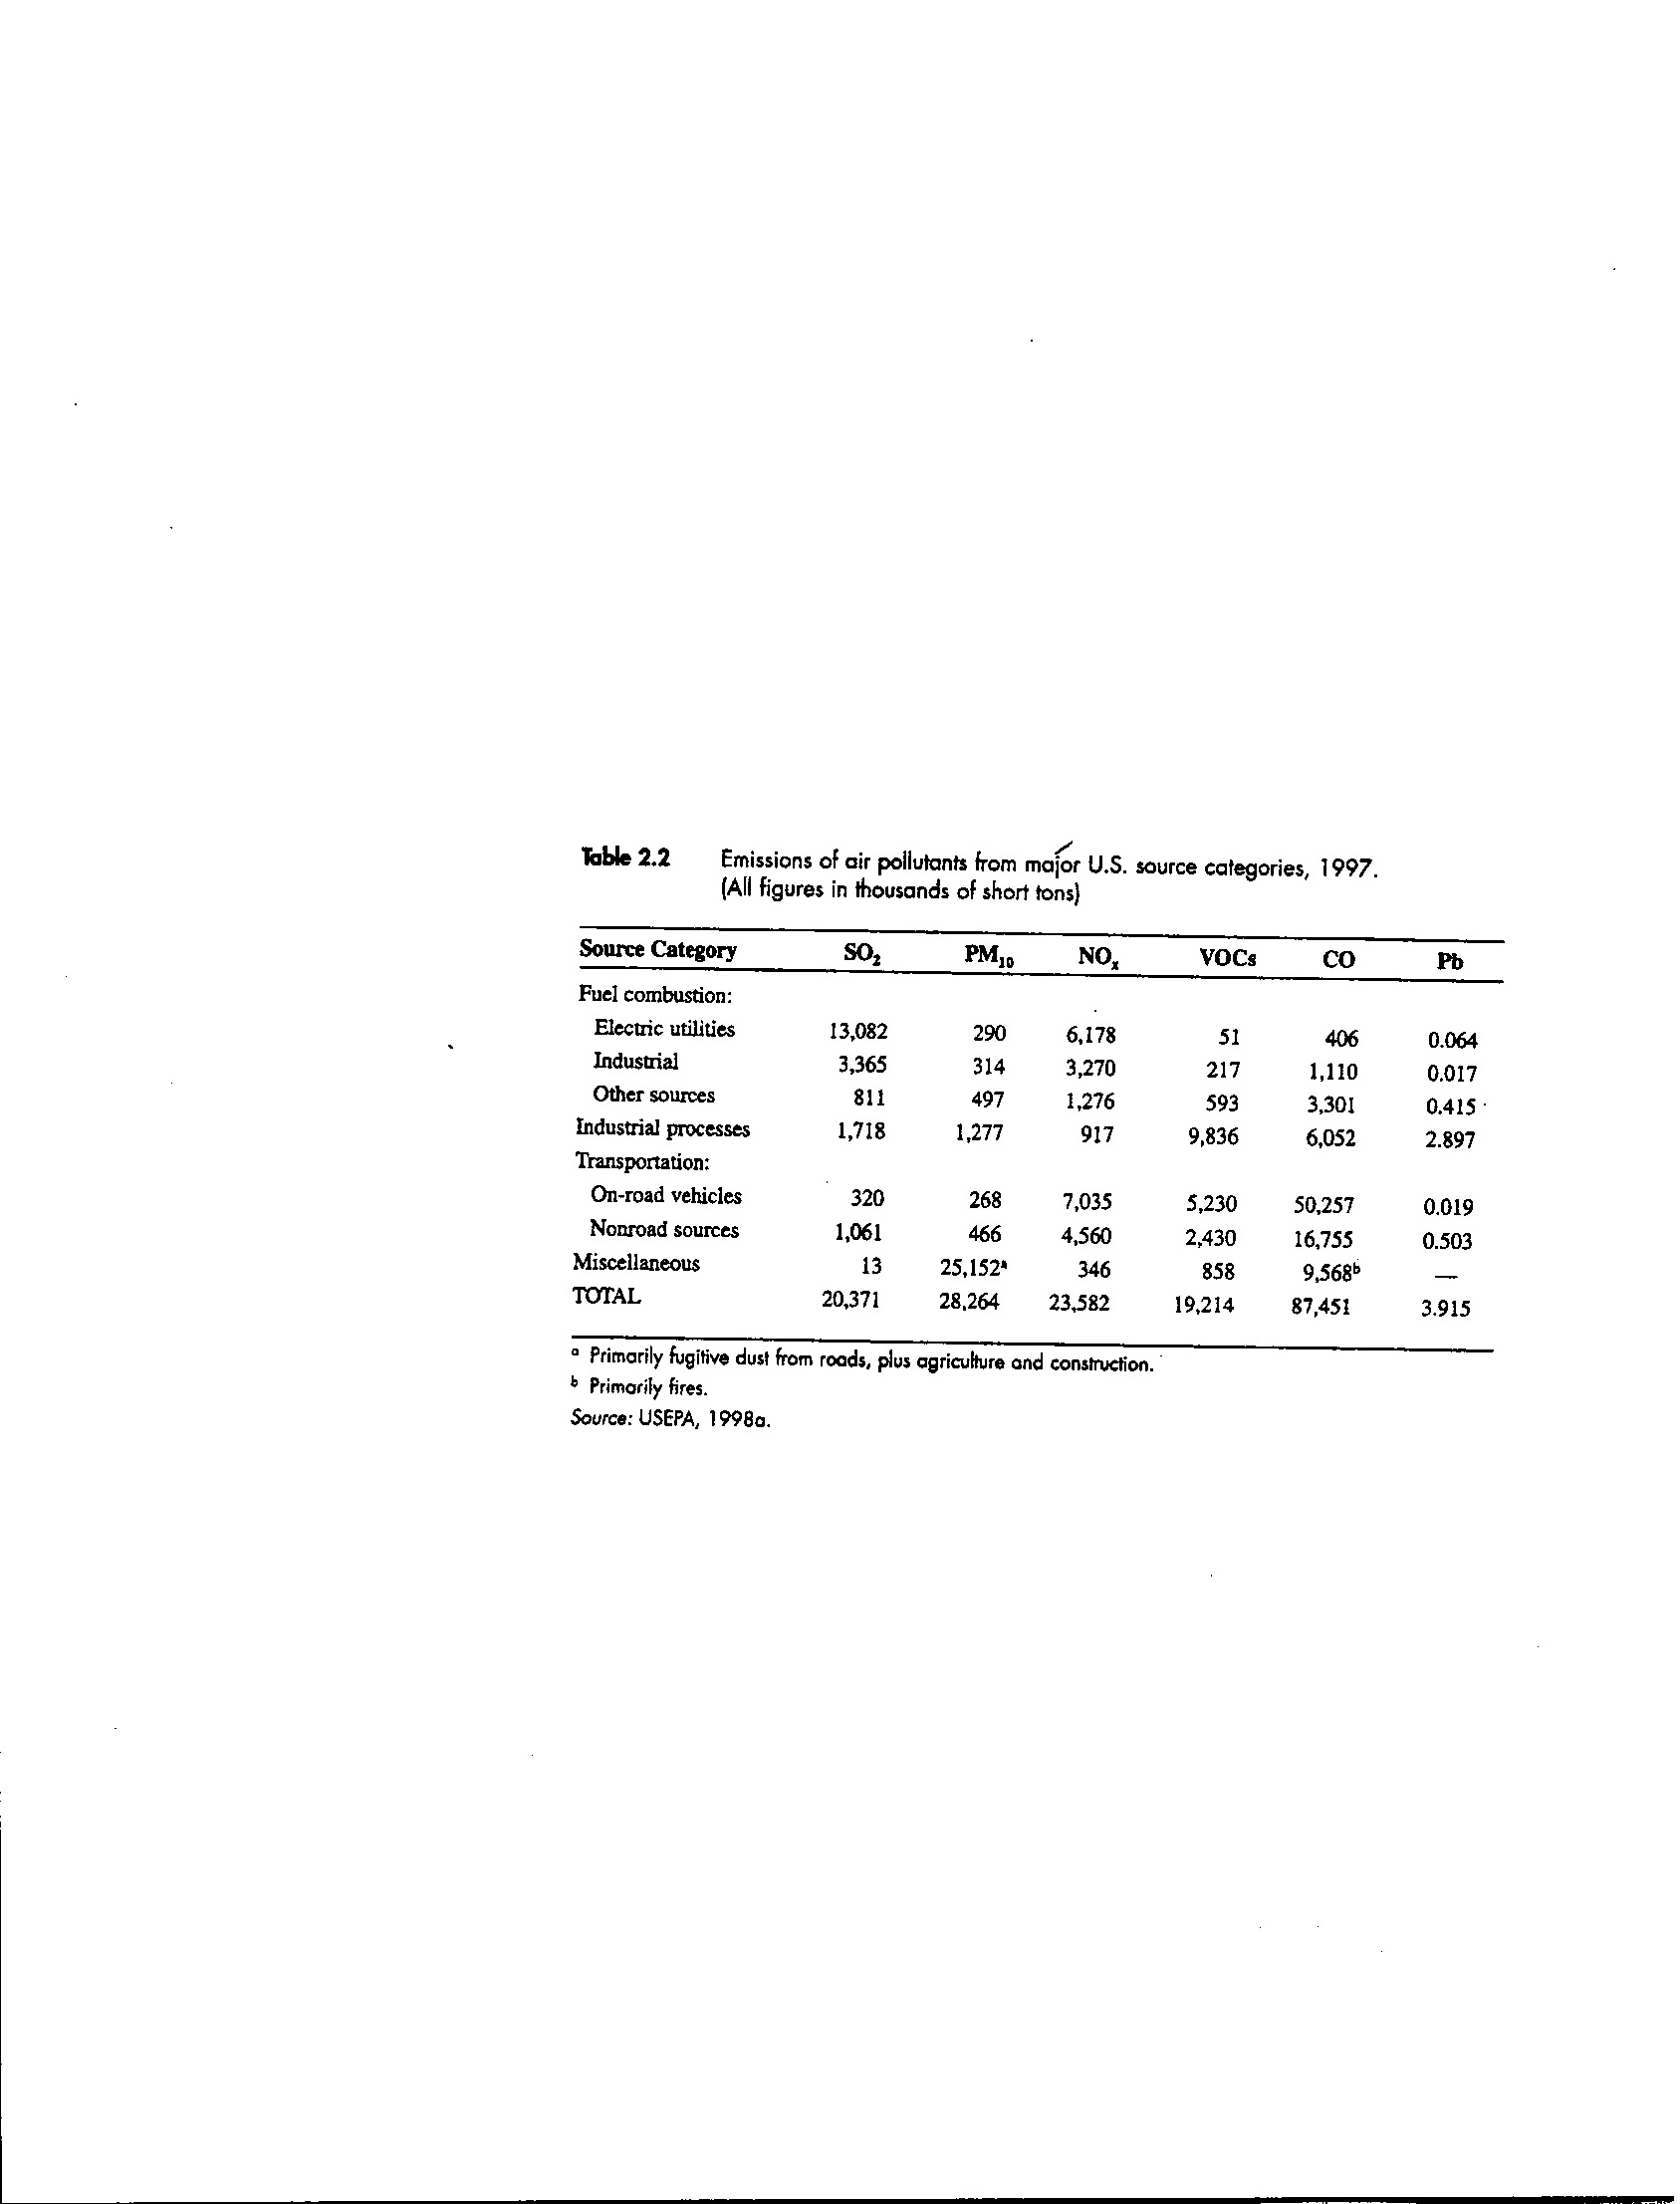 Table 2.2 Emissions of air pollutants from major U.S. source categories, 1997.
(All figures in thousands of short tons)
Source Category SO₂ PM₁₀ NOₓ VOCs CO Pb
Fuel combustion:
Electric utilities 13,082 290 6,178 51 406 0.064
Industrial 3,365 314 3,270 217 1,110 0.017
Other sources 811 497 1,276 593 3,301 0.415
Industrial processes 1,718 1,277 917 9,836 6,052 2.897
Transportation:
On-road vehicles 320 268 7,035 5,230 50,257 0.019
Nonroad sources 1,061 466 4,560 2,430 16,755 0.503
Miscellaneous 13 25,152ᵃ 346 858 9,568ᵇ —
TOTAL 20,371 28,264 23,582 19,214 87,451 3.915
ᵃ Primarily fugitive dust from roads, plus agriculture and construction.
ᵇ Primarily fires.
Source: USEPA, 1998a.